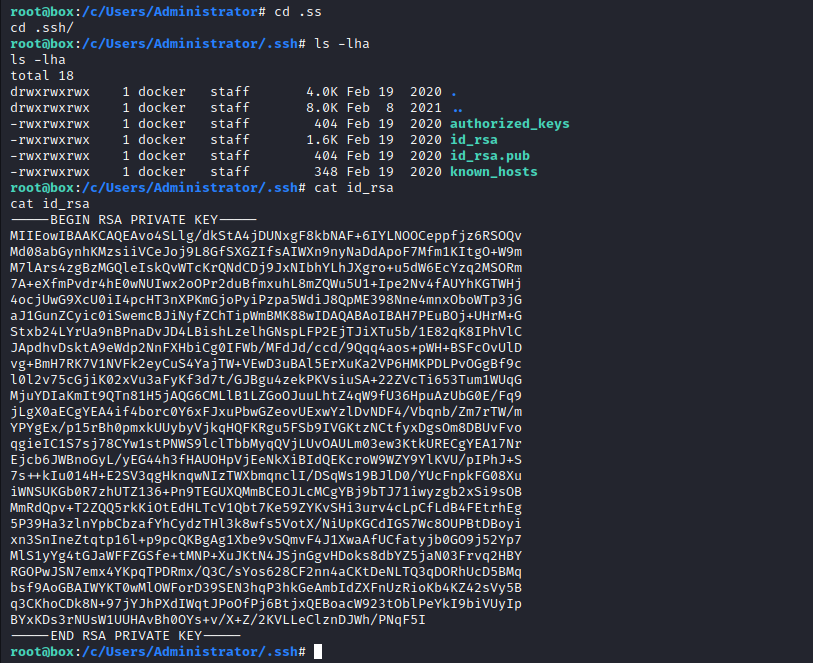 root@box:/c/Users/Administrator# cd .ss
cd .ssh/
root@box:/c/Users/Administrator/.ssh# ls -lha
ls -lha
total 18
drwxrwxrwx    1 docker   staff       4.0K Feb 19  2020 .
drwxrwxrwx    1 docker   staff       8.0K Feb  8  2021 ..
-rwxrwxrwx    1 docker   staff        404 Feb 19  2020 authorized_keys
-rwxrwxrwx    1 docker   staff       1.6K Feb 19  2020 id_rsa
-rwxrwxrwx    1 docker   staff        404 Feb 19  2020 id_rsa.pub
-rwxrwxrwx    1 docker   staff        348 Feb 19  2020 known_hosts
root@box:/c/Users/Administrator/.ssh# cat id_rsa
cat id_rsa
-----BEGIN RSA PRIVATE KEY-----
MIIEowIBAAKCAQEAvo4SLlg/dkStA4jDUNxgF8kbNAF+6IYLNOOCeppfjz6RSOQv
Md08abGynhKMzsiiVCeJoj9L8GfSXGZIfsAIWXn9nyNaDdApoF7Mfm1KItgO+W9m
M7lArs4zgBzMGQleIskQvWTcKrQNdCDj9JxNIbhYLhJXgro+u5dW6EcYzq2MSORm
7A+eXfmPvdr4hE0wNUIwx2oOPr2duBfmxuhL8mZQWu5U1+Ipe2Nv4fAUYhKGTWHj
4ocjUwG9XcU0iI4pcHT3nXPKmGjoPyiPzpa5WdiJ8QpME398Nne4mnxOboWTp3jG
aJ1GunZCyic0iSwemcBJiNyfZChTipWmBMK88wIDAQABAoIBAH7PEuBOj+UHrM+G
Stxb24LYrUa9nBPnaDvJD4LBishLzelhGNspLFP2EjTJiXTu5b/1E82qK8IPhVlC
JApdhvDsktA9eWdp2NnFXHbiCg0IFWb/MFdJd/ccd/9Qqq4aos+pWH+BSFcOvUlD
vg+BmH7RK7V1NVFk2eyCuS4YajTW+VEwD3uBAl5ErXuKa2VP6HMKPDLPvOGgBf9c
l0l2v75cGjiK02xVu3aFyKf3d7t/GJBgu4zekPKVsiuSA+22ZVcTi653Tum1WUqG
MjuYDIaKmIt9QTn81H5jAQG6CMLlB1LZGoOJuuLhtZ4qW9fU36HpuAzUbG0E/Fq9
jLgX0aECgYEA4if4borc0Y6xFJxuPbwGZeovUExwYzlDvNDF4/Vbqnb/Zm7rTW/m
YPYgEx/p15rBh0pmxkUUybyVjkqHQFKRgu5FSb9IVGKtzNCtfyxDgsOm8DBUvFvo
qgieIC1S7sj78CYw1stPNWS9lclTbbMyqQVjLUvOAULm03ew3KtkURECgYEA17Nr
Ejcb6JWBnoGyL/yEG44h3fHAUOHpVjEeNkXiBIdQEKcroW9WZY9YlKVU/pIPhJ+S
7s++kIu014H+E2SV3qgHknqwNIzTWXbmqnclI/DSqWs19BJlD0/YUcFnpkFG08Xu
iWNSUKGb0R7zhUTZ136+Pn9TEGUXQMmBCEOJLcMCgYBj9bTJ71iwyzgb2xSi9sOB
MmRdQpv+T2ZQQ5rkKiOtEdHLTcV1Qbt7Ke59ZYKvSHi3urv4cLpCfLdB4FEtrhEg
5P39Ha3zlnYpbCbzafYhCydzTHl3k8wfs5VotX/NiUpKGCdIGS7Wc8OUPBtDBoyi
xn3SnIneZtqtp16l+p9pcQKBgAg1Xbe9vSQmvF4J1XwaAfUCfatyjb0GO9j52Yp7
MlS1yYg4tGJaWFFZGSfe+tMNP+XuJKtN4JSjnGgvHDoks8dbYZ5jaN03Frvq2HBY
RGOPwJSN7emx4YKpqTPDRmx/Q3C/sYos628CF2nn4aCKtDeNLTQ3qDORhUcD5BMq
bsf9AoGBAIWYKT0wMlOWForD39SEN3hqP3hkGeAmbIdZXFnUzRioKb4KZ42sVy5B
q3CKhoCDk8N+97jYJhPXdIWqtJPoOfPj6BtjxQEBoacW923tOblPeYkI9biVUyIp
BYxKDs3rNUsW1UUHAvBh0OYs+v/X+Z/2KVLLeClznDJWh/PNqF5I
-----END RSA PRIVATE KEY-----
root@box:/c/Users/Administrator/.ssh#